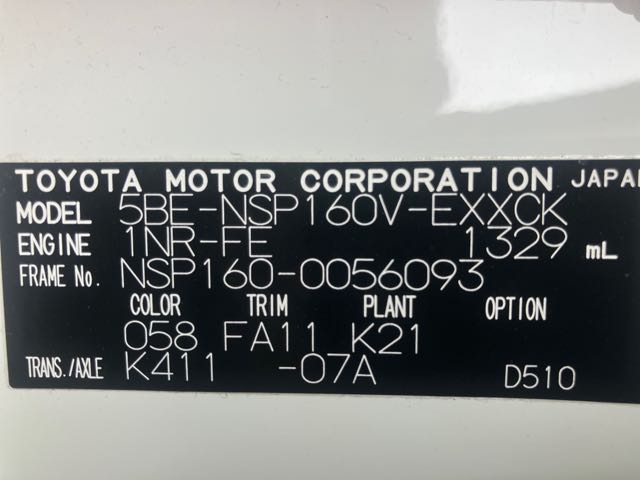 TOYOTA MOTOR CORPORATION JAPAN
MODEL 5BE-NSP160V-EXXCK
ENGINE 1NR-FE 1329 mL
FRAME No. NSP160-0056093
COLOR TRIM PLANT OPTION
058 FA11 K21
TRANS./AXLE K411 -07A D510